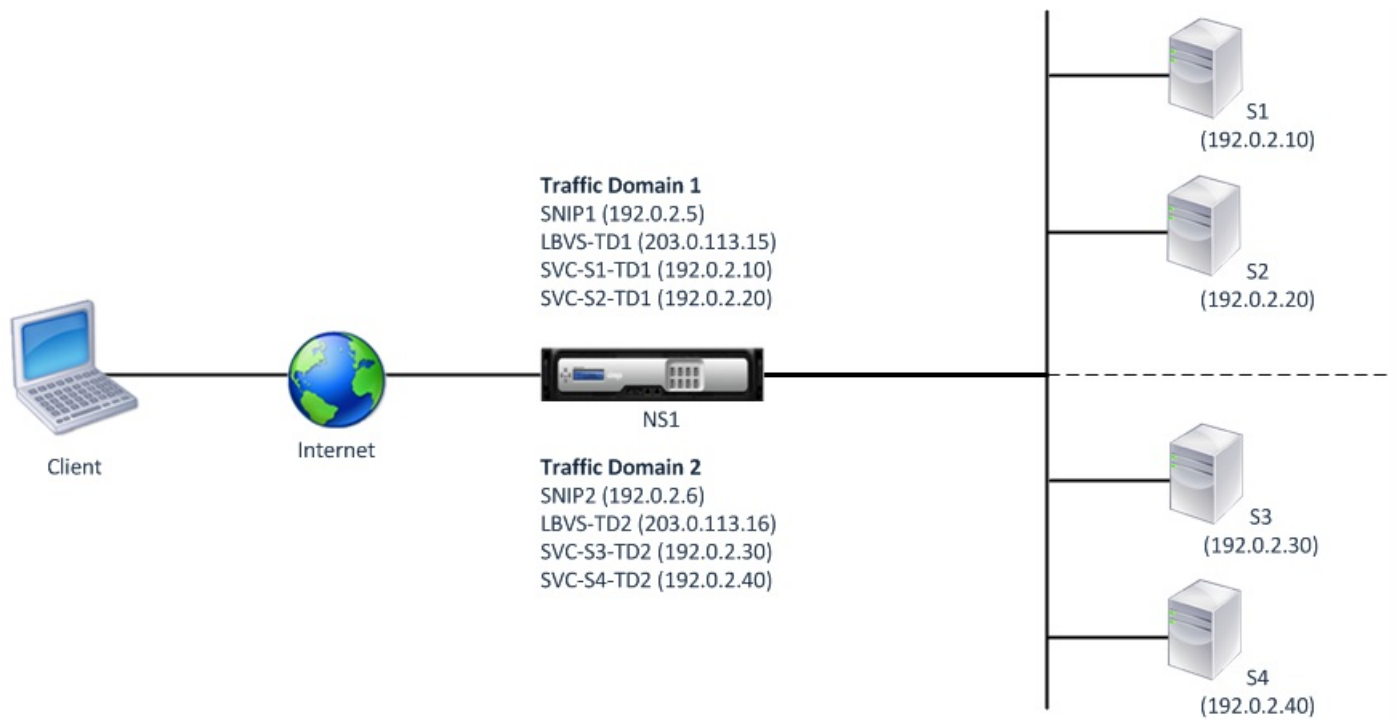 S1
(192.0.2.10)
Traffic Domain 1
SNIP1 (192.0.2.5)
LBVS-TD1 (203.0.113.15)
SVC-S1-TD1 (192.0.2.10)
SVC-S2-TD1 (192.0.2.20)
S2
(192.0.2.20)
Client
Internet
NS1
Traffic Domain 2
SNIP2 (192.0.2.6)
LBVS-TD2 (203.0.113.16)
SVC-S3-TD2 (192.0.2.30)
SVC-S4-TD2 (192.0.2.40)
S3
(192.0.2.30)
S4
(192.0.2.40)